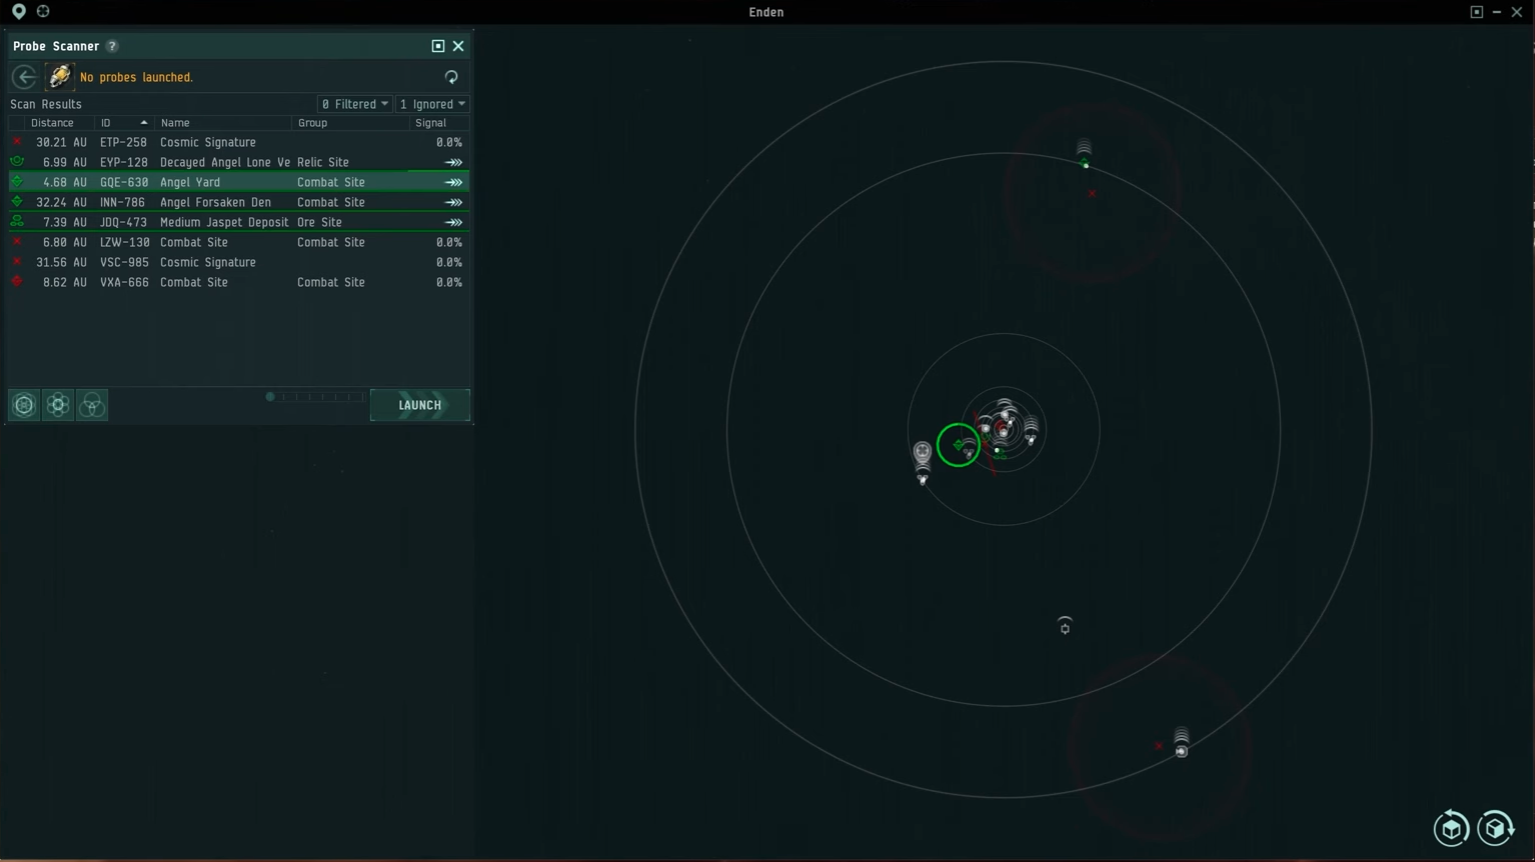 Enden
Probe Scanner ?
No probes launched.
Scan Results 0 Filtered 1 Ignored
Distance ID Name Group Signal
30.21 AU ETP-258 Cosmic Signature 0.0%
6.99 AU EYP-128 Decayed Angel Lone Ve Relic Site
4.68 AU GQE-630 Angel Yard Combat Site
32.24 AU INN-786 Angel Forsaken Den Combat Site
7.39 AU JDQ-473 Medium Jaspet Deposit Ore Site
6.80 AU LZW-130 Combat Site Combat Site 0.0%
31.56 AU VSC-985 Cosmic Signature 0.0%
8.62 AU VXA-666 Combat Site Combat Site 0.0%
LAUNCH